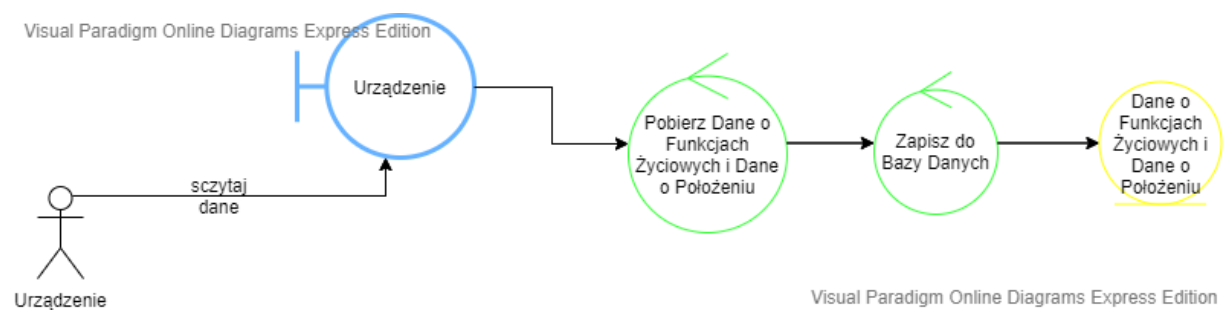 Visual Paradigm Online Diagrams Express Edition
Urządzenie
sczytaj
dane
Urządzenie
Pobierz Dane o
Funkcjach
Życiowych i Dane
o Położeniu
Zapisz do
Bazy Danych
Dane o
Funkcjach
Życiowych i
Dane o
Położeniu
Visual Paradigm Online Diagrams Express Edition